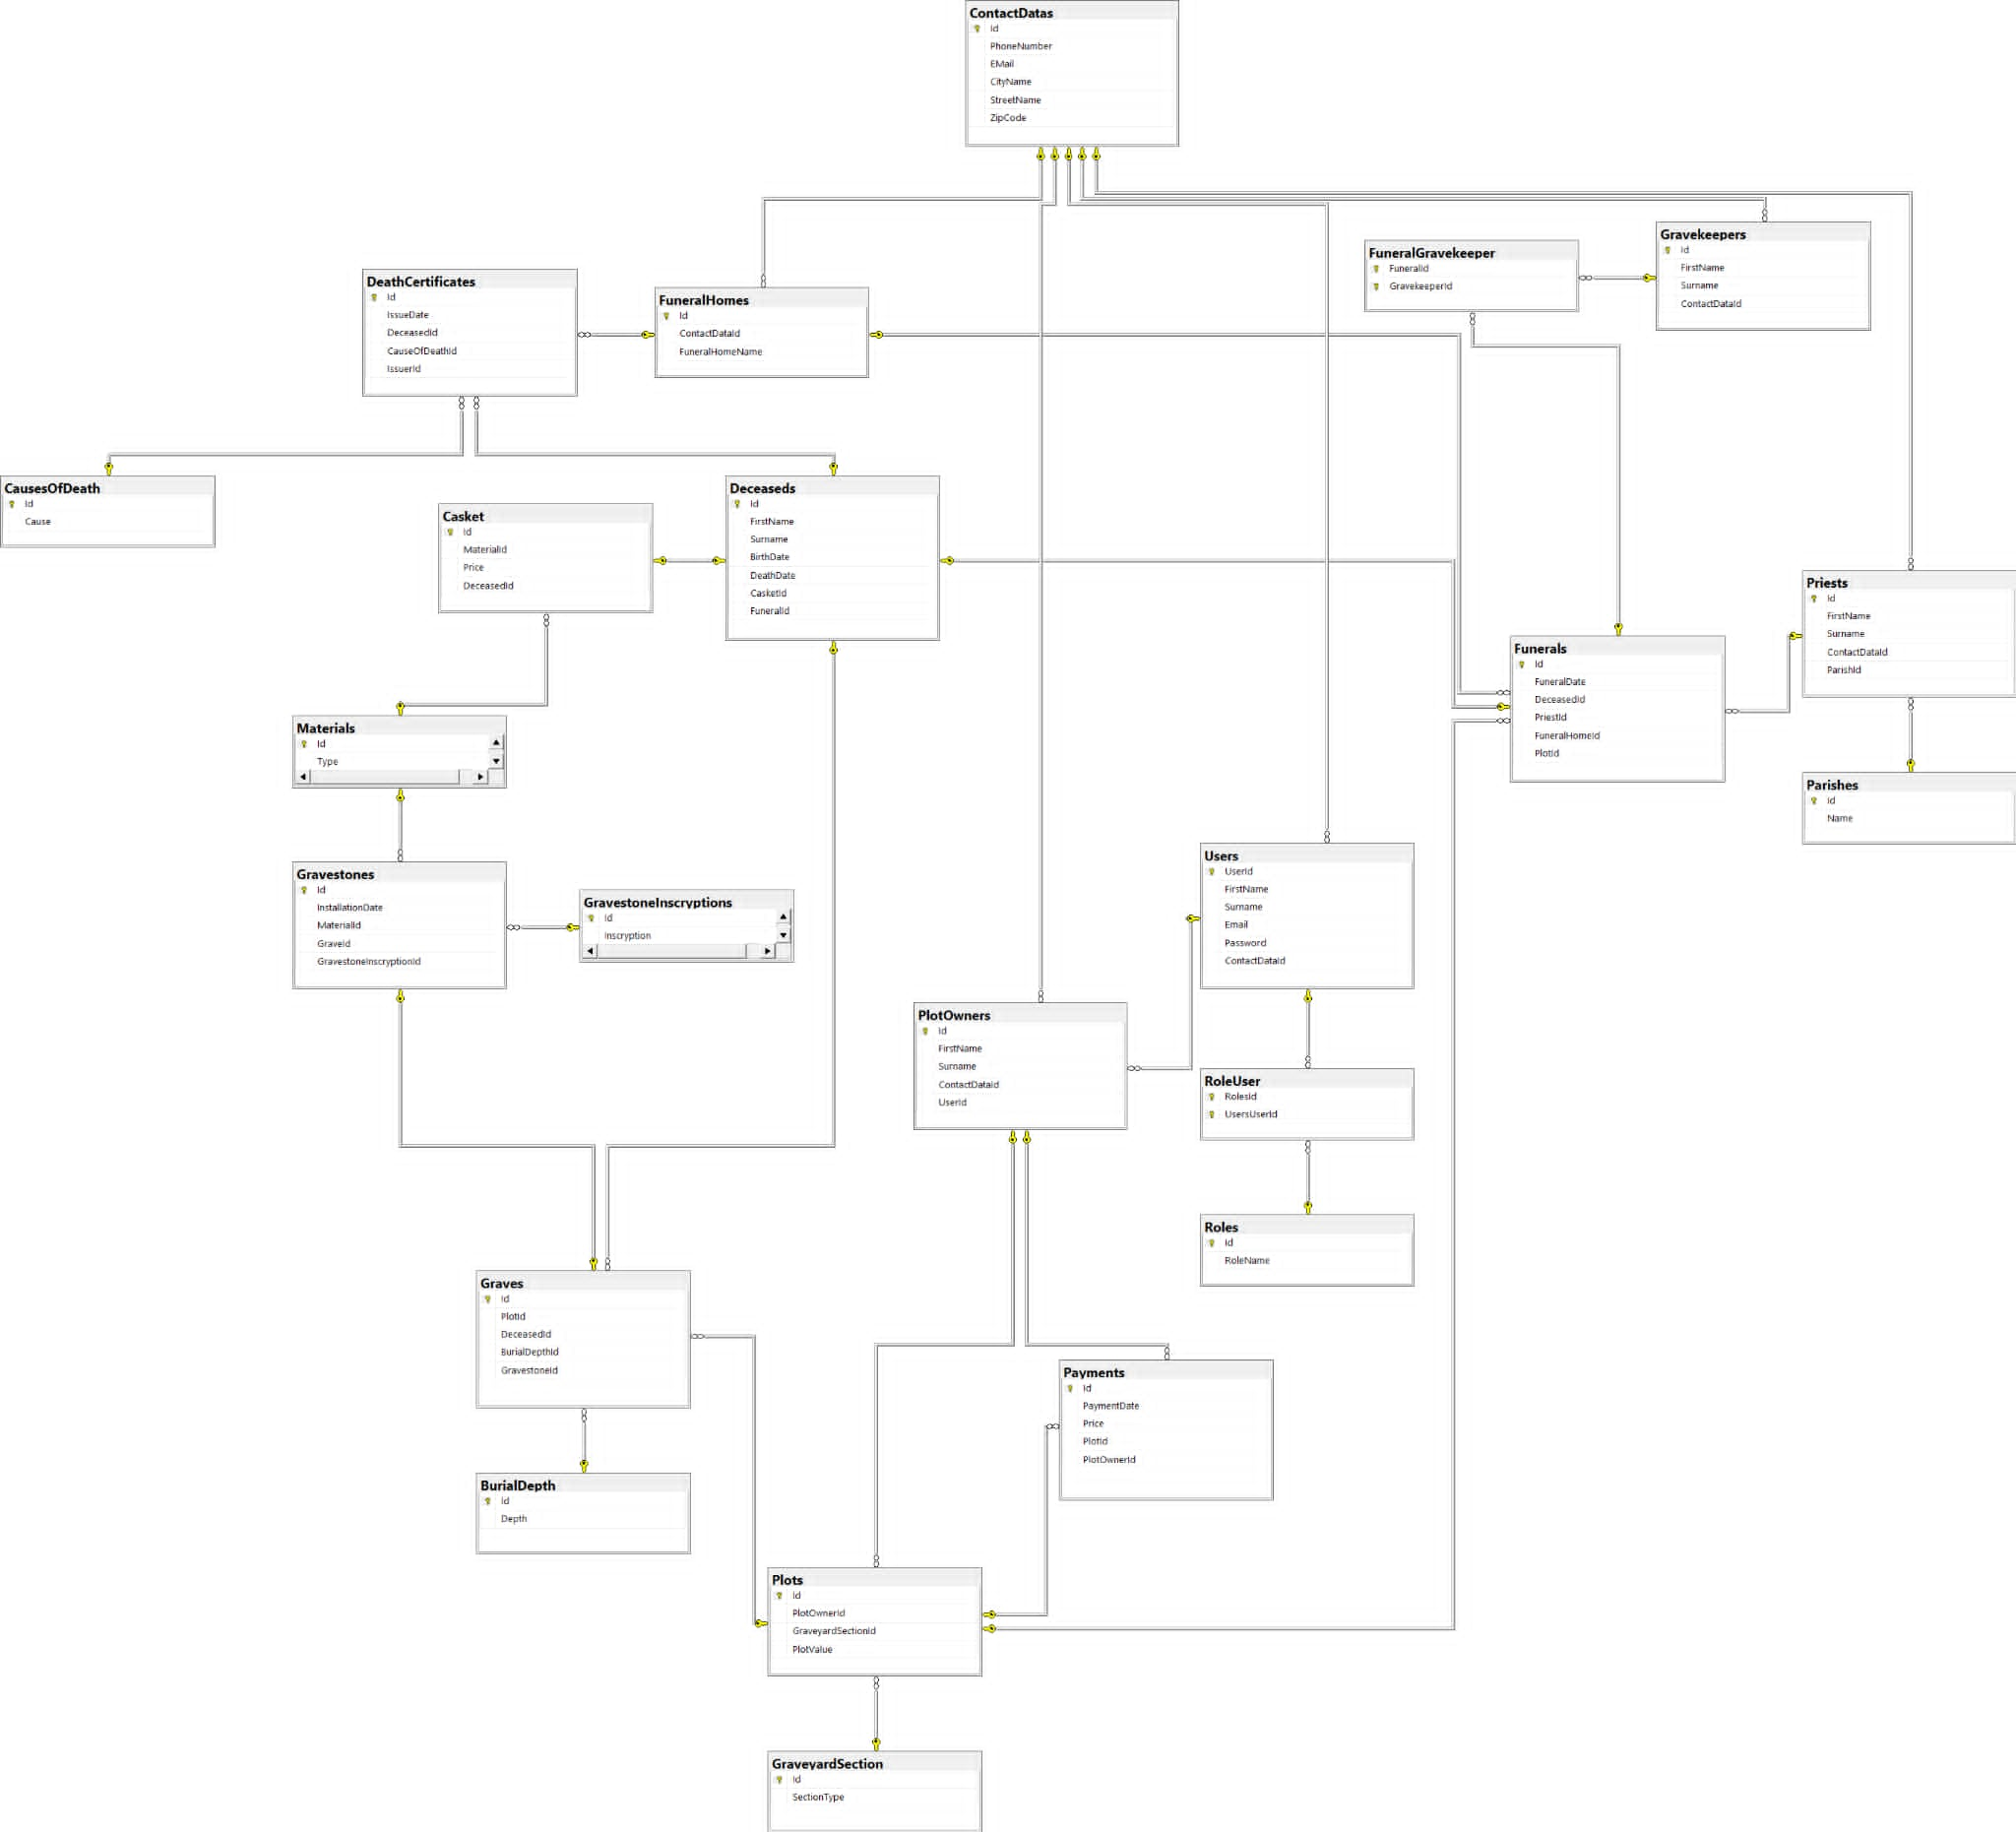 ContactDatas
Id
PhoneNumber
EMail
CityName
StreetName
ZipCode
Gravekeepers
Id
FirstName
Surname
ContactDataId
FuneralGravekeeper
FuneralId
GravekeeperId
DeathCertificates
Id
IssueDate
DeceasedId
CauseOfDeathId
IssuerId
FuneralHomes
Id
ContactDataId
FuneralHomeName
CausesOfDeath
Id
Cause
Deceaseds
Id
FirstName
Surname
BirthDate
DeathDate
CasketId
FuneralId
Casket
Id
MaterialId
Price
DeceasedId
Priests
Id
FirstName
Surname
ContactDataId
ParishId
Funerals
Id
FuneralDate
DeceasedId
PriestId
FuneralHomeId
PlotId
Materials
Id
Type
Parishes
Id
Name
Gravestones
Id
InstallationDate
MaterialId
GraveId
GravestoneInscryptionId
GravestoneInscryptions
Id
Inscryption
Users
UserId
FirstName
Surname
Email
Password
ContactDataId
PlotOwners
Id
FirstName
Surname
ContactDataId
UserId
RoleUser
RolesId
UsersUserId
Roles
Id
RoleName
Graves
Id
PlotId
DeceasedId
BurialDepthId
GravestoneId
Payments
Id
PaymentDate
Price
PlotId
PlotOwnerId
BurialDepth
Id
Depth
Plots
Id
PlotOwnerId
GraveyardSectionId
PlotValue
GraveyardSection
Id
SectionType